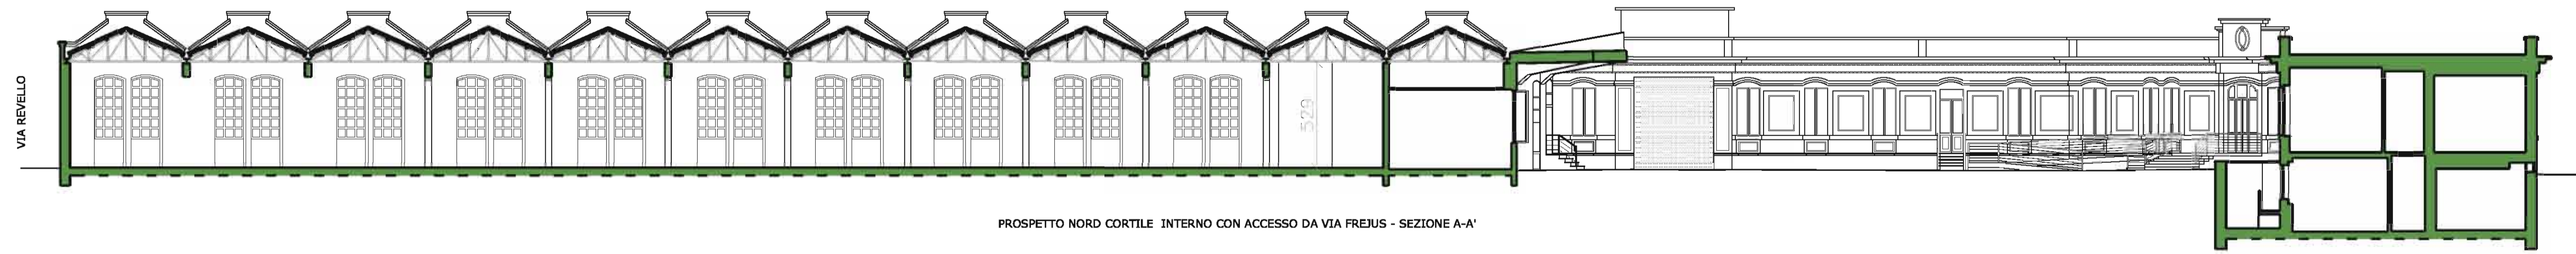 VIA REVELLO
529
PROSPETTO NORD CORTILE INTERNO CON ACCESSO DA VIA FREJUS - SEZIONE A-A'